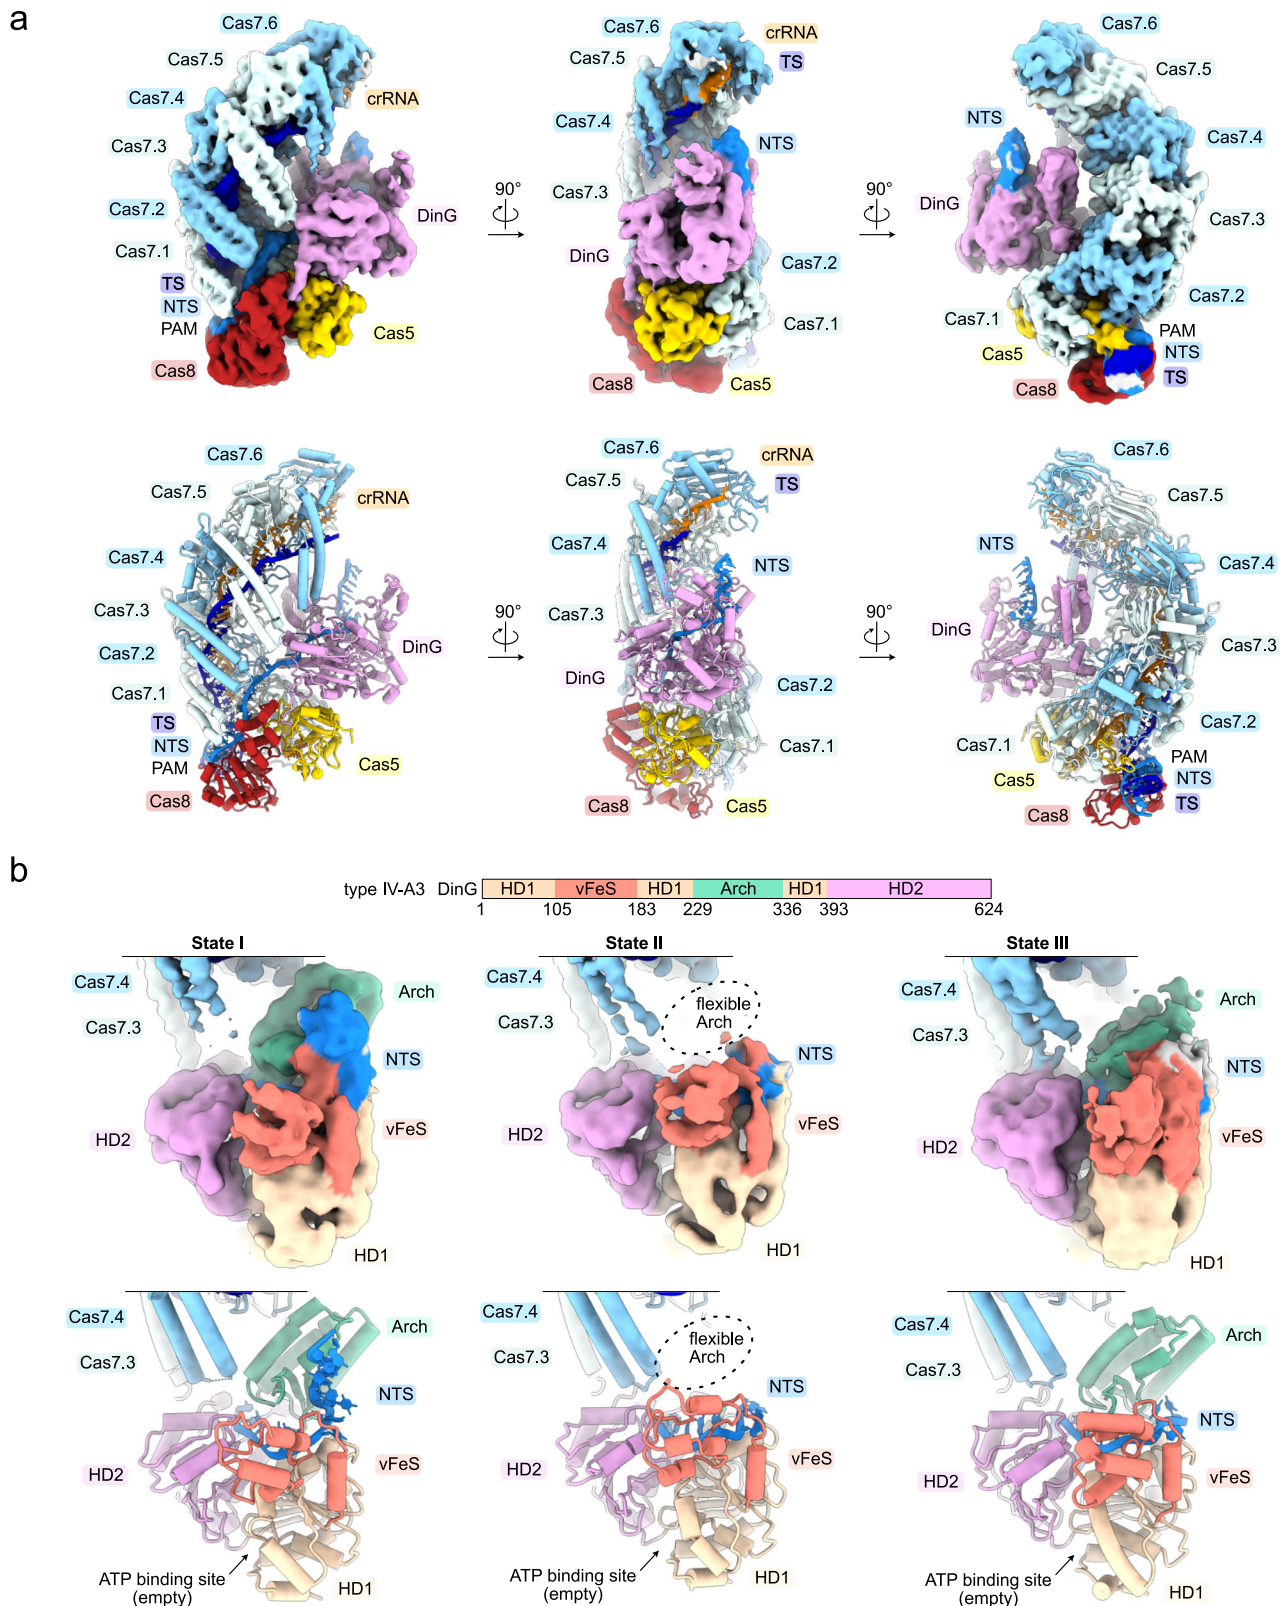 a
Cas7.6
Cas7.5
Cas7.4
crRNA
Cas7.3
Cas7.2
DinG
Cas7.1
TS
NTS
PAM
Cas5
Cas8
90°
Cas7.6
crRNA
Cas7.5
TS
Cas7.4
NTS
Cas7.3
DinG
Cas7.2
Cas7.1
Cas8
Cas5
90°
Cas7.6
Cas7.5
NTS
Cas7.4
DinG
Cas7.3
Cas7.2
Cas7.1
PAM
Cas5
NTS
Cas8
TS
Cas7.6
Cas7.5
crRNA
Cas7.4
Cas7.3
Cas7.2
DinG
Cas7.1
TS
NTS
PAM
Cas5
Cas8
90°
Cas7.6
crRNA
Cas7.5
TS
Cas7.4
NTS
Cas7.3
DinG
Cas7.2
Cas7.1
Cas8
Cas5
90°
Cas7.6
Cas7.5
NTS
Cas7.4
DinG
Cas7.3
Cas7.2
Cas7.1
PAM
Cas5
NTS
Cas8
TS
b
type IV-A3 DinG HD1 vFeS HD1 Arch HD1 HD2
1 105 183 229 336 393 624
State I
Cas7.4
Arch
Cas7.3
NTS
HD2
vFeS
HD1
State II
Cas7.4
flexible
Arch
Cas7.3
NTS
HD2
vFeS
HD1
State III
Cas7.4
Arch
Cas7.3
NTS
HD2
vFeS
HD1
Cas7.4
Arch
Cas7.3
NTS
HD2
vFeS
ATP binding site
(empty)
HD1
Cas7.4
flexible
Arch
Cas7.3
NTS
HD2
vFeS
ATP binding site
(empty)
HD1
Cas7.4
Arch
Cas7.3
NTS
HD2
vFeS
ATP binding site
(empty)
HD1